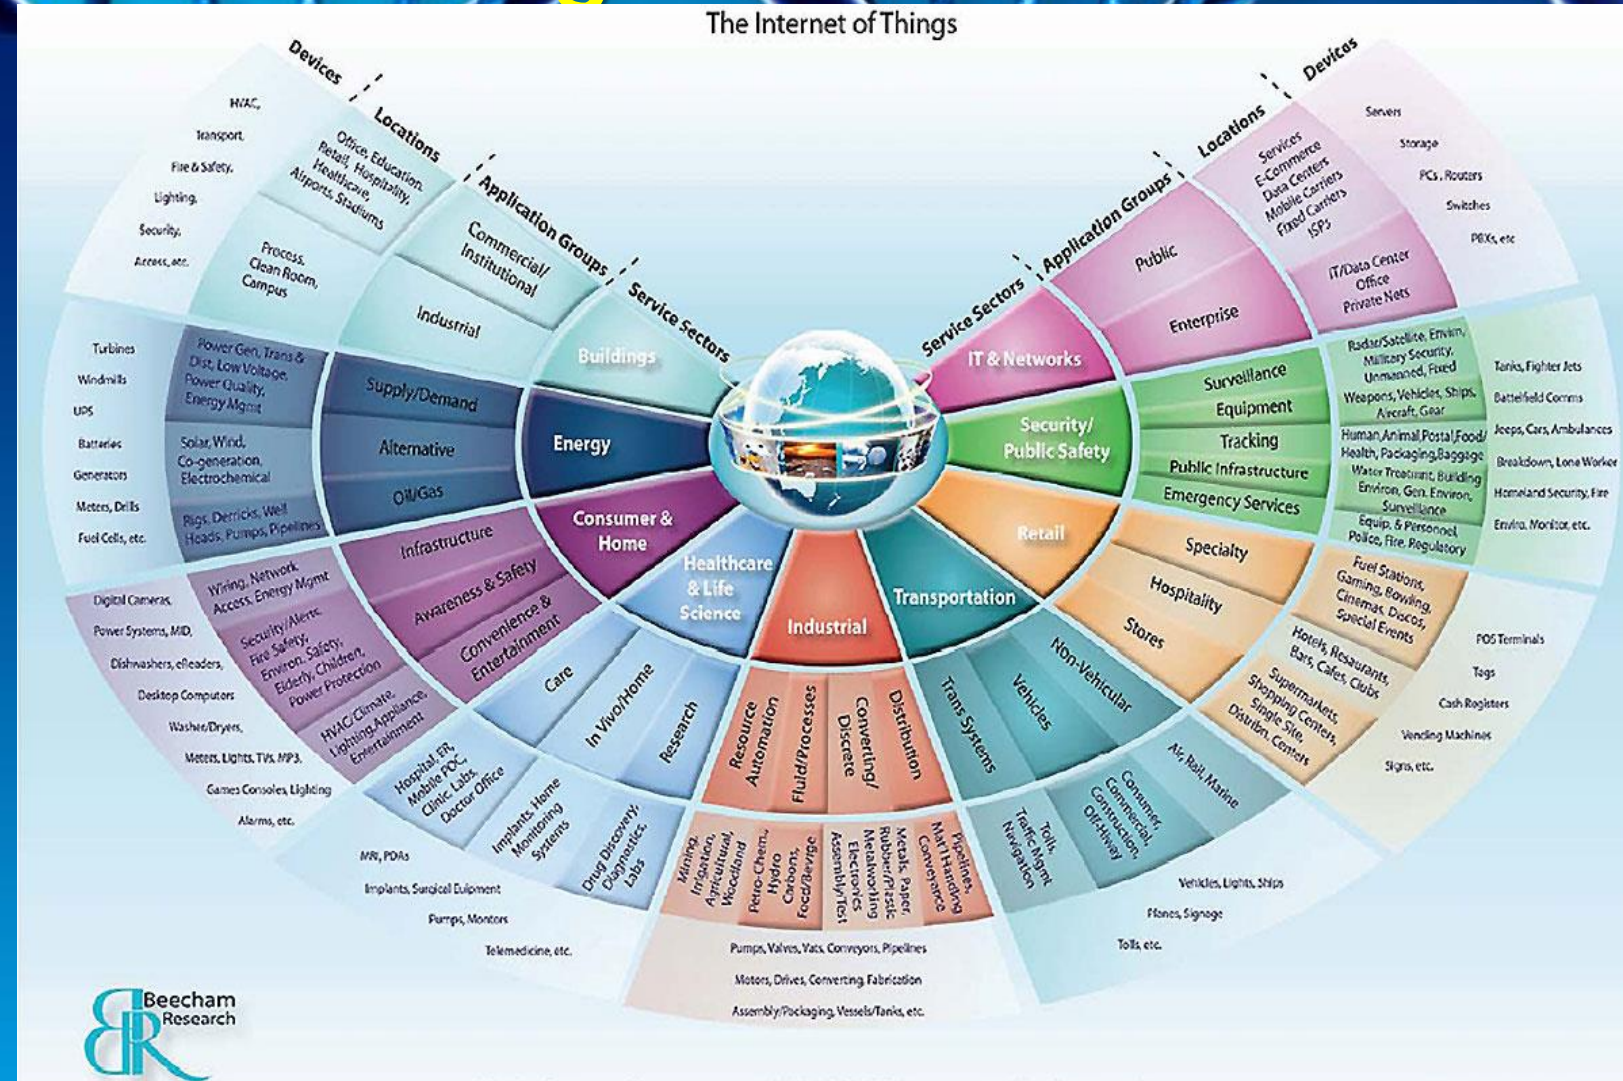 The Internet of Things
Devices
Locations
Application Groups
Service Sectors
Service Sectors
Application Groups
Locations
Devices
HVAC,
Transport,
Fire & Safety,
Lighting,
Security,
Access, etc.
Office, Education,
Retail, Hospitality,
Healthcare,
Airports, Stadiums
Process,
Clean Room,
Campus
Commercial/
Institutional
Industrial
Buildings
Turbines
Windmills
UPS
Batteries
Generators
Meters, Drills
Fuel Cells, etc.
Power Gen, Trans &
Dist, Low Voltage,
Power Quality,
Energy Mgmt
Solar, Wind,
Co-generation,
Electrochemical
Rigs, Derricks, Well
Heads, Pumps, Pipelines
Supply/Demand
Alternative
Oil/Gas
Energy
Digital Cameras,
Power Systems, MID,
Dishwashers, eReaders,
Desktop Computers
Washer/Dryers,
Meters, Lights, TVs, MP3,
Games Consoles, Lighting
Alarms, etc.
Wiring, Network
Access, Energy Mgmt
Security/Alerts,
Fire Safety,
Environ. Safety,
Elderly, Children,
Power Protection
HVAC/Climate,
Lighting, Appliance,
Entertainment
Infrastructure
Awareness & Safety
Convenience &
Entertainment
Consumer &
Home
MRI, PDAs
Implants, Surgical Euipment
Pumps, Monitors
Telemedicine, etc.
Hospital, ER,
Mobile POC,
Clinic, Labs,
Doctor Office
Implants, Home
Monitoring
Systems
Drug Discovery,
Diagnostics,
Labs
Care
In Vivo/Home
Research
Healthcare
& Life
Science
Industrial
Resource
Automation
Fluid/Processes
Converting/
Discrete
Distribution
Mining,
Irrigation,
Agricultural,
Woodland
Petro-Chem.,
Hydro
Carbons,
Food/Bevrge
Metals, Paper,
Rubber/Plastic
Metalworking
Electronics
Assembly/Test
Pipelines,
Mat'l Handling
Conveyance
Pumps, Valves, Vats, Conveyors, Pipelines
Motors, Drives, Converting, Fabrication
Assembly/Packaging, Vessels/Tanks, etc.
Transportation
Trans Systems
Vehicles
Non-Vehicular
Tolls,
Traffic Mgmt
Navigation
Consumer,
Commercial,
Construction,
Off-Hiway
Air, Rail, Marine
Vehicles, Lights, Ships
Planes, Signage
Tolls, etc.
Retail
Specialty
Hospitality
Stores
Fuel Stations,
Gaming, Bowling,
Cinemas, Discos,
Special Events
Hotels, Restaurants,
Bars, Cafes, Clubs
Supermarkets,
Shopping Centers,
Single Site,
Distribn. Centers
POS Terminals
Tags
Cash Registers
Vending Machines
Signs, etc.
Security/
Public Safety
Surveillance
Equipment
Tracking
Public Infrastructure
Emergency Services
Radar/Satellite, Environ,
Military Security,
Unmanned, Fixed
Weapons, Vehicles, Ships,
Aircraft, Gear
Human, Animal, Postal, Food/
Health, Packaging, Baggage
Water Treatment, Building
Environ, Gen. Environ,
Surveillance
Equip. & Personnel,
Police, Fire, Regulatory
Tanks, Fighter Jets
Battelfield Comms
Jeeps, Cars, Ambulances
Breakdown, Lone Worker
Homeland Security, Fire
Enviro. Monitor, etc.
IT & Networks
Public
Enterprise
Services
E-Commerce
Data Centers
Mobile Carriers
Fixed Carriers
ISPS
IT/Data Center
Office
Private Nets
Servers
Storage
PCs, Routers
Switches
PBXs, etc
BR
Beecham
Research